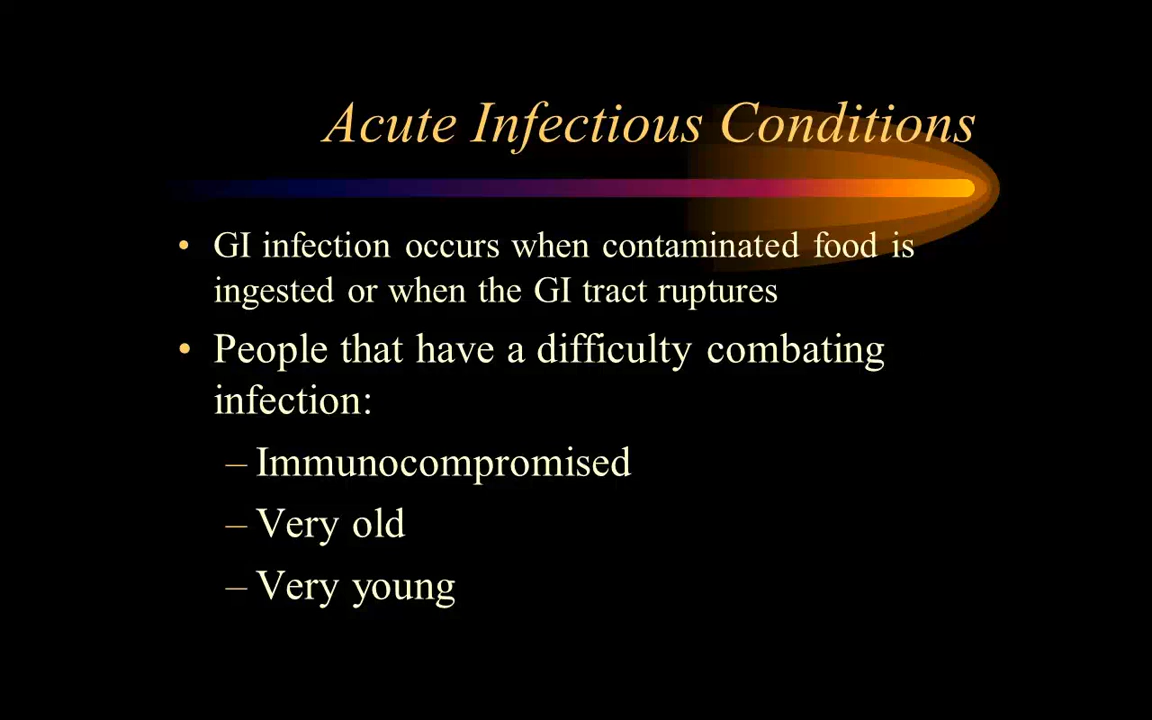 Acute Infectious Conditions
• GI infection occurs when contaminated food is
ingested or when the GI tract ruptures
• People that have a difficulty combating
infection:
– Immunocompromised
– Very old
– Very young